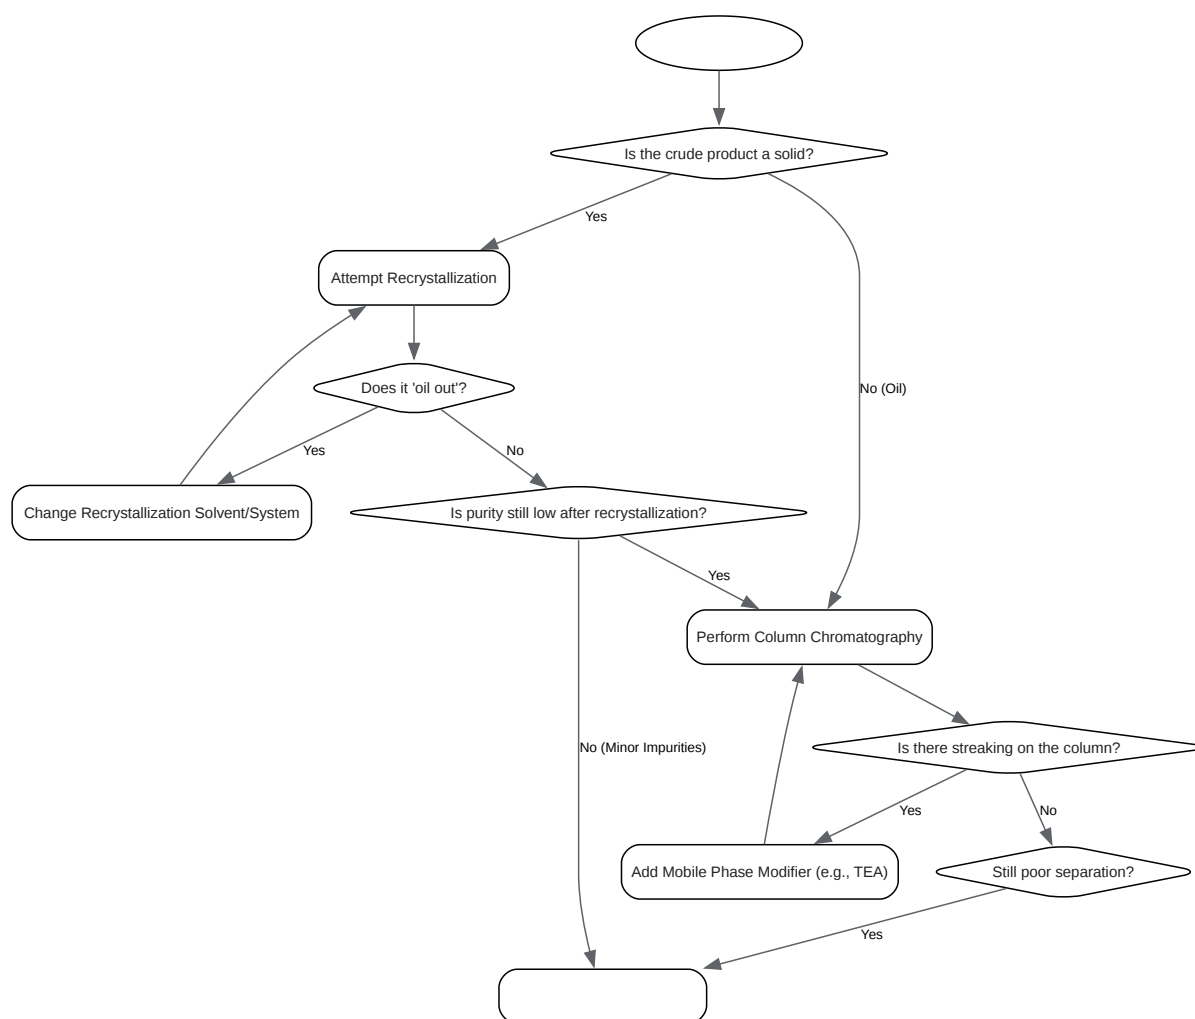 Is the crude product a solid?
Yes
Attempt Recrystallization
Does it 'oil out'?
No (Oil)
Yes
No
Change Recrystallization Solvent/System
Is purity still low after recrystallization?
Yes
Perform Column Chromatography
No (Minor Impurities)
Is there streaking on the column?
Yes
No
Add Mobile Phase Modifier (e.g., TEA)
Still poor separation?
Yes